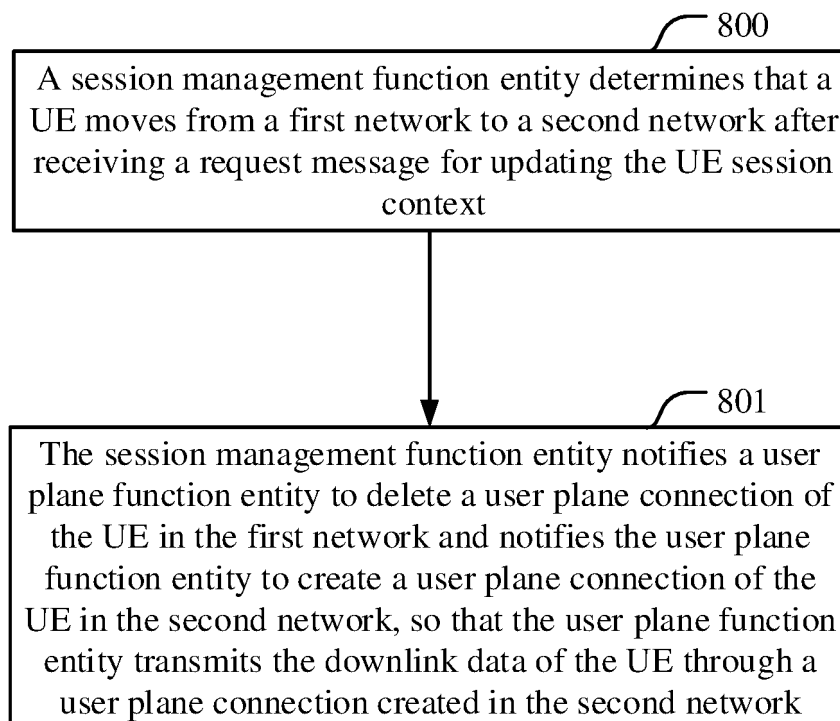 800
A session management function entity determines that a
UE moves from a first network to a second network after
receiving a request message for updating the UE session
context
801
The session management function entity notifies a user
plane function entity to delete a user plane connection of
the UE in the first network and notifies the user plane
function entity to create a user plane connection of the
UE in the second network, so that the user plane function
entity transmits the downlink data of the UE through a
user plane connection created in the second network